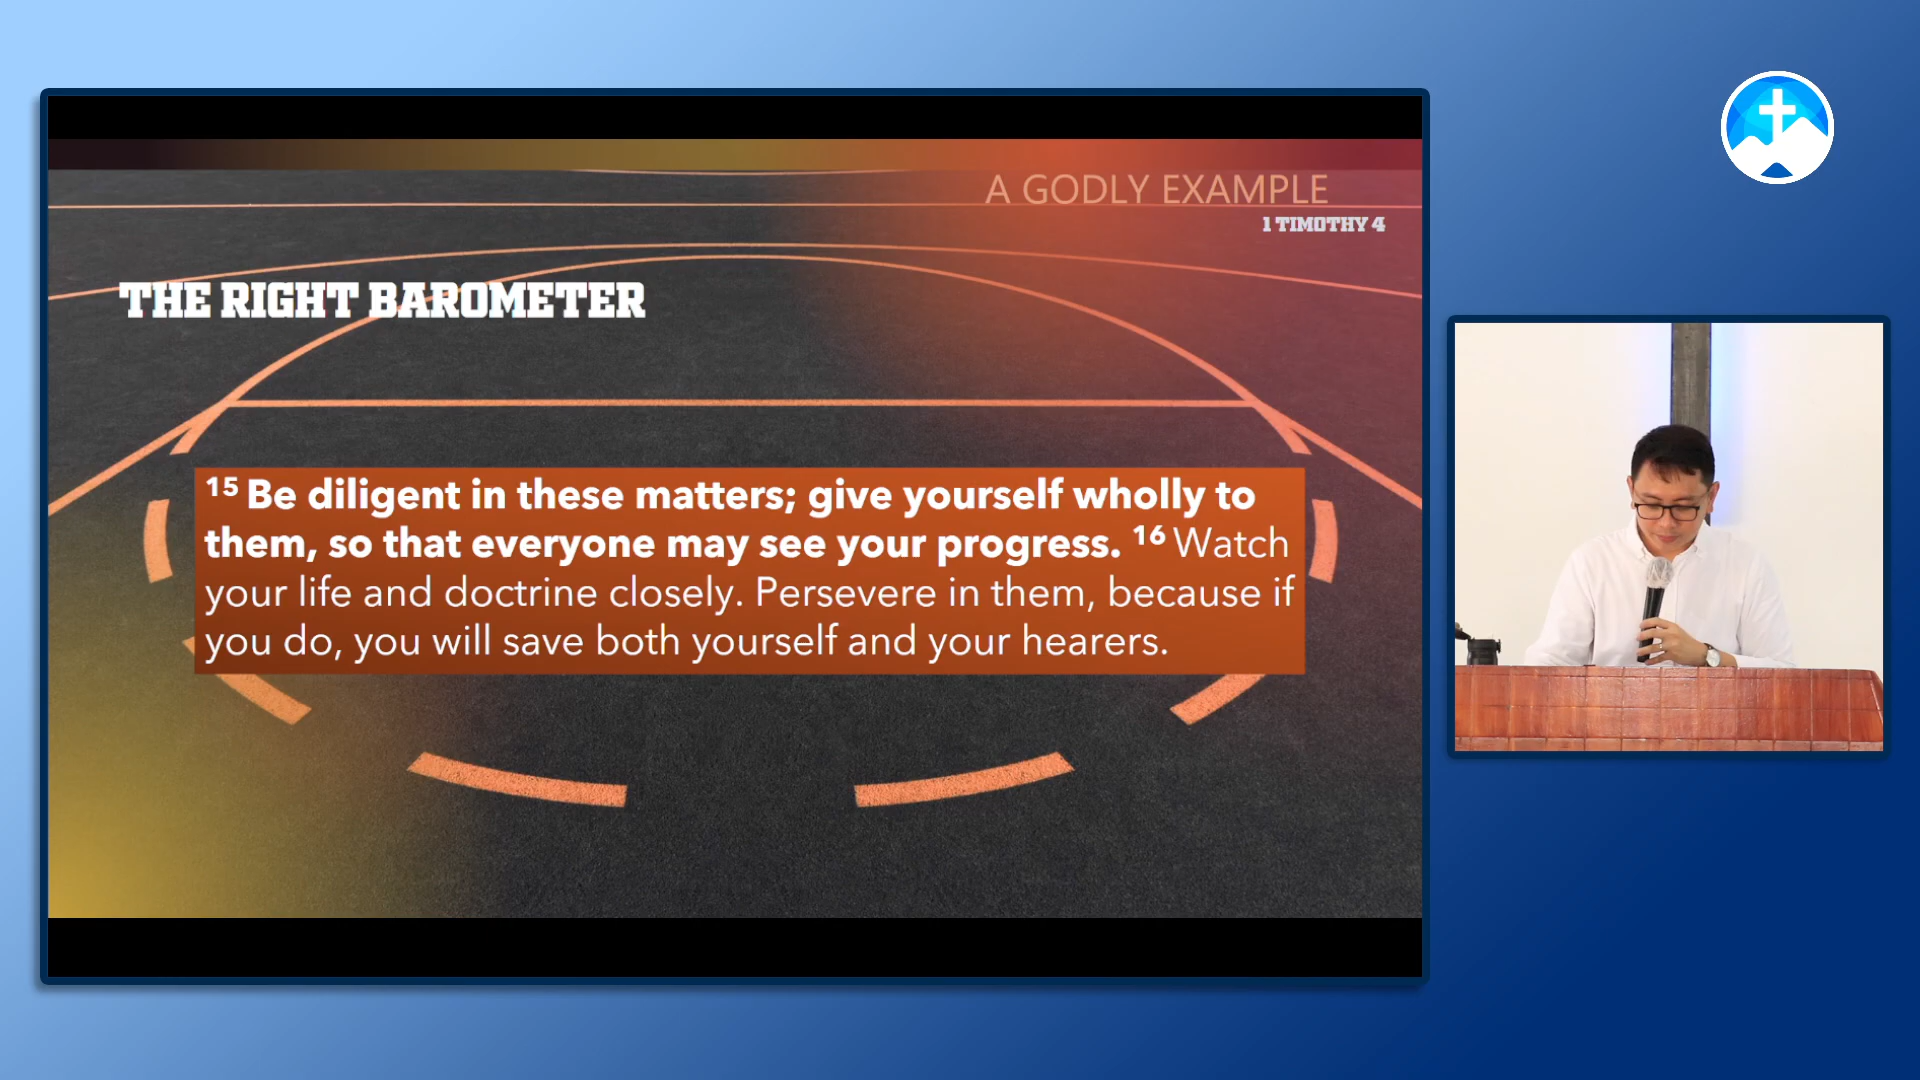 A GODLY EXAMPLE
1 TIMOTHY 4
THE RIGHT BAROMETER
15 Be diligent in these matters; give yourself wholly to
them, so that everyone may see your progress. 16 Watch
your life and doctrine closely. Persevere in them, because if
you do, you will save both yourself and your hearers.